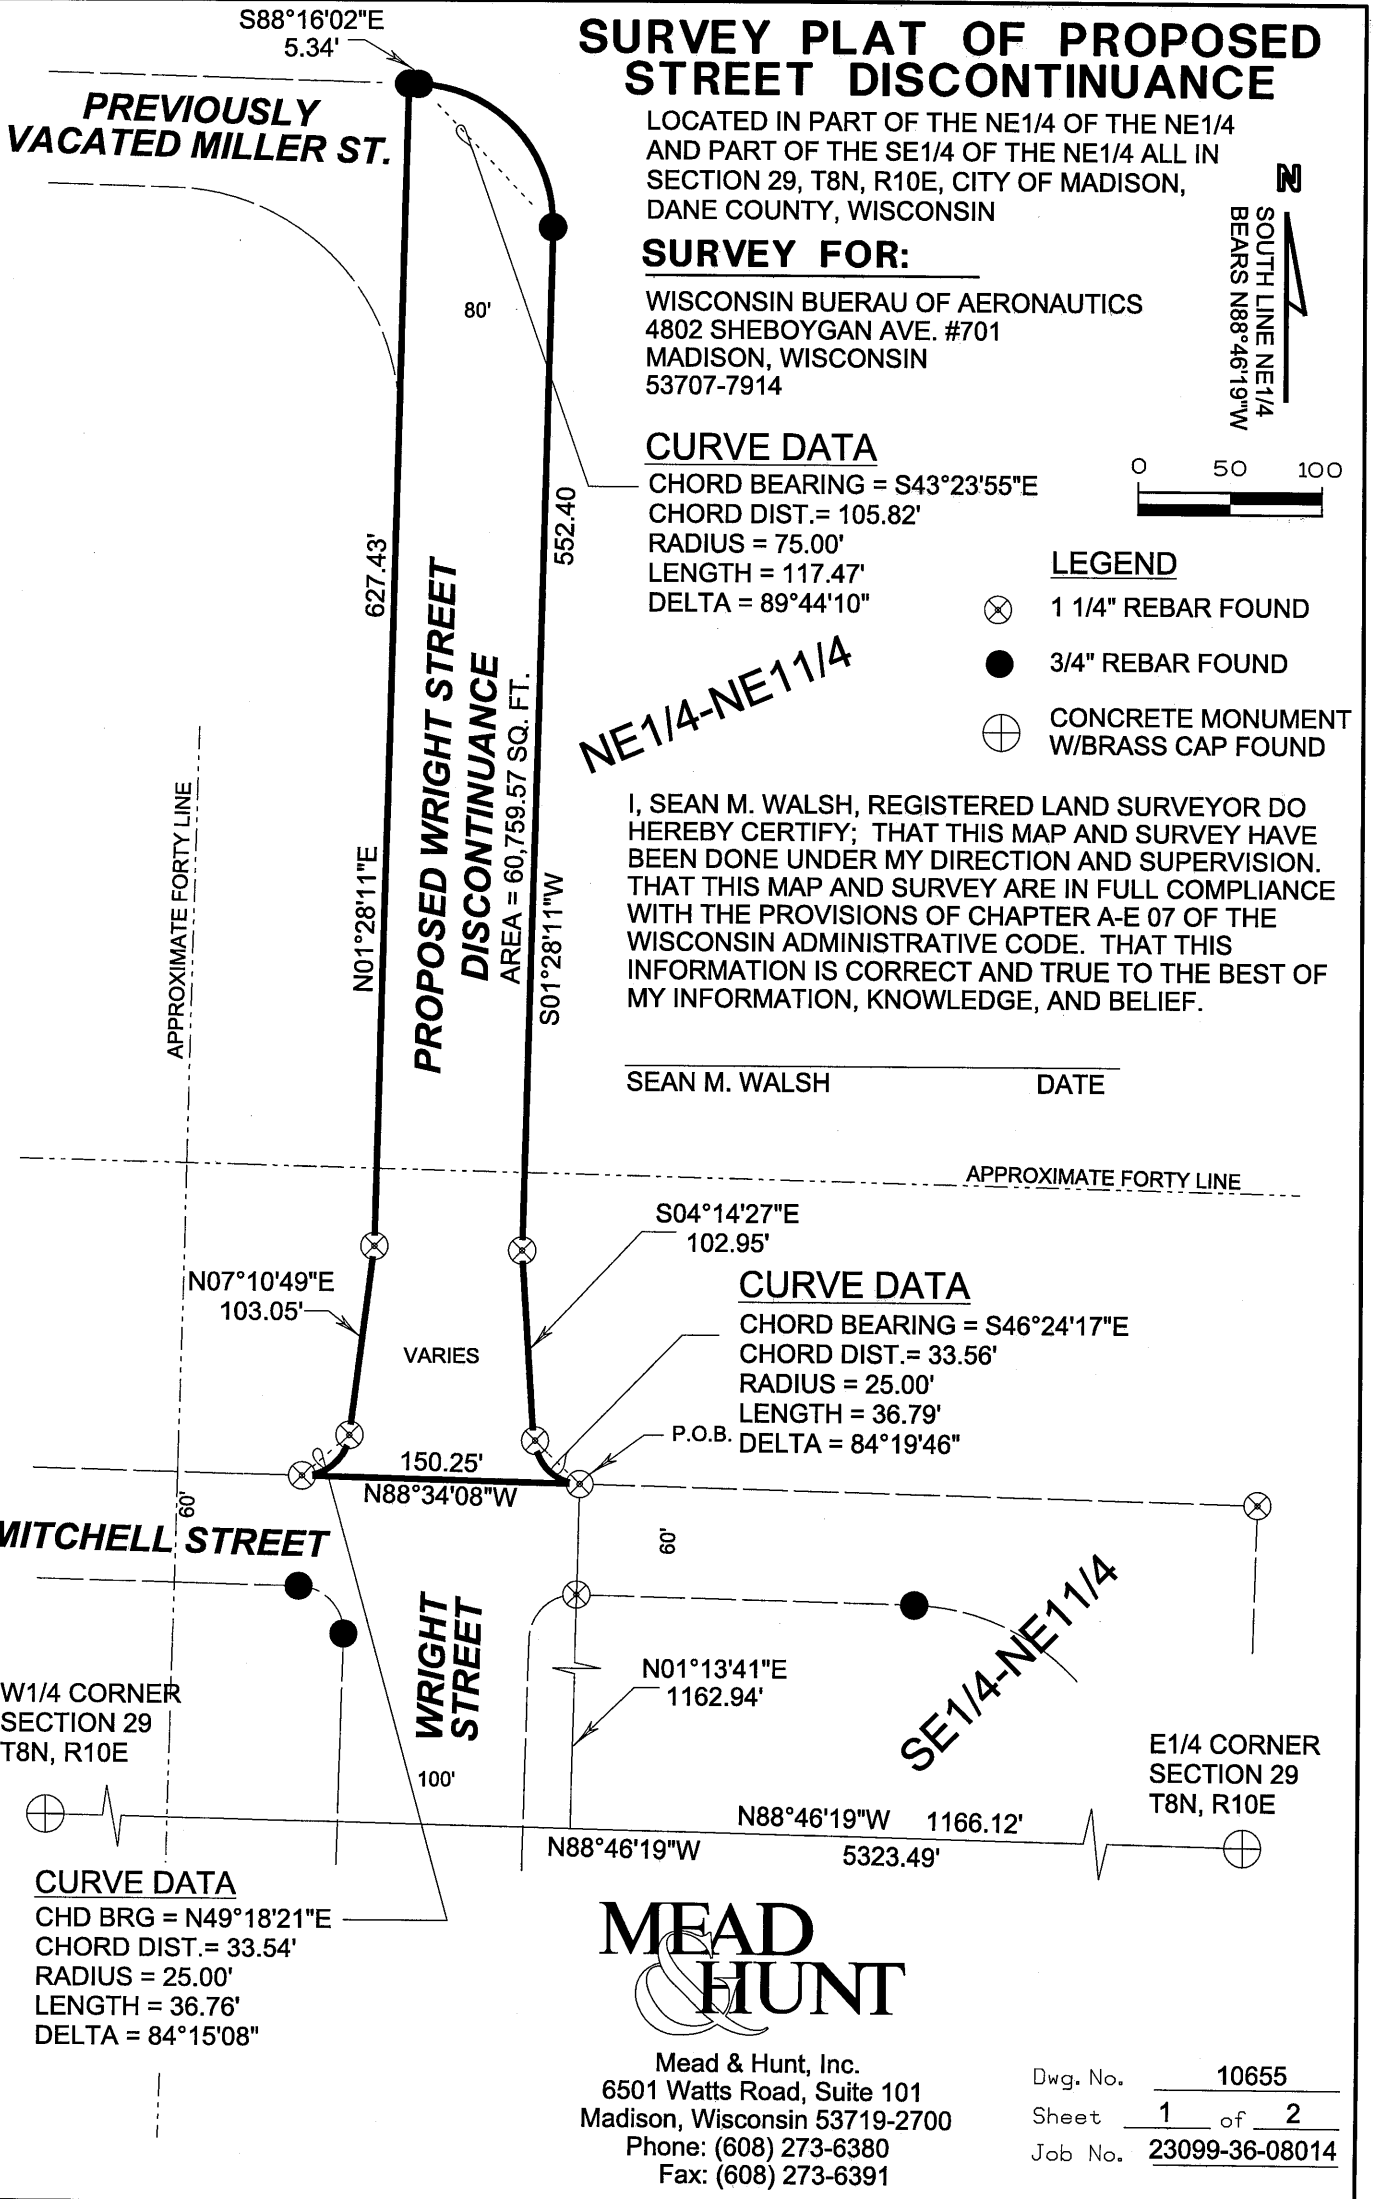 S88°16'02"E
5.34'
SURVEY PLAT OF PROPOSED
STREET DISCONTINUANCE
PREVIOUSLY
VACATED MILLER ST.
LOCATED IN PART OF THE NE1/4 OF THE NE1/4
AND PART OF THE SE1/4 OF THE NE1/4 ALL IN
SECTION 29, T8N, R10E, CITY OF MADISON,
DANE COUNTY, WISCONSIN
N
SOUTH LINE NE1/4
BEARS N88°46'19"W
SURVEY FOR:
WISCONSIN BUERAU OF AERONAUTICS
4802 SHEBOYGAN AVE. #701
MADISON, WISCONSIN
53707-7914
80'
CURVE DATA
CHORD BEARING = S43°23'55"E
CHORD DIST.= 105.82'
RADIUS = 75.00'
LENGTH = 117.47'
DELTA = 89°44'10"
0 50 100
LEGEND
1 1/4" REBAR FOUND
3/4" REBAR FOUND
CONCRETE MONUMENT
W/BRASS CAP FOUND
627.43'
N01°28'11"E
552.40
S01°28'11"W
PROPOSED WRIGHT STREET
DISCONTINUANCE
AREA = 60,759.57 SQ. FT.
NE1/4-NE11/4
APPROXIMATE FORTY LINE
I, SEAN M. WALSH, REGISTERED LAND SURVEYOR DO
HEREBY CERTIFY; THAT THIS MAP AND SURVEY HAVE
BEEN DONE UNDER MY DIRECTION AND SUPERVISION.
THAT THIS MAP AND SURVEY ARE IN FULL COMPLIANCE
WITH THE PROVISIONS OF CHAPTER A-E 07 OF THE
WISCONSIN ADMINISTRATIVE CODE. THAT THIS
INFORMATION IS CORRECT AND TRUE TO THE BEST OF
MY INFORMATION, KNOWLEDGE, AND BELIEF.
SEAN M. WALSH DATE
APPROXIMATE FORTY LINE
S04°14'27"E
102.95'
N07°10'49"E
103.05'
VARIES
CURVE DATA
CHORD BEARING = S46°24'17"E
CHORD DIST.= 33.56'
RADIUS = 25.00'
LENGTH = 36.79'
DELTA = 84°19'46"
P.O.B.
150.25'
N88°34'08"W
60'
MITCHELL STREET
60'
WRIGHT
STREET
N01°13'41"E
1162.94'
SE1/4-NE11/4
W1/4 CORNER
SECTION 29
T8N, R10E
E1/4 CORNER
SECTION 29
T8N, R10E
100'
N88°46'19"W 1166.12'
N88°46'19"W 5323.49'
CURVE DATA
CHD BRG = N49°18'21"E
CHORD DIST.= 33.54'
RADIUS = 25.00'
LENGTH = 36.76'
DELTA = 84°15'08"
MEAD
& HUNT
Mead & Hunt, Inc.
6501 Watts Road, Suite 101
Madison, Wisconsin 53719-2700
Phone: (608) 273-6380
Fax: (608) 273-6391
Dwg. No. 10655
Sheet 1 of 2
Job No. 23099-36-08014